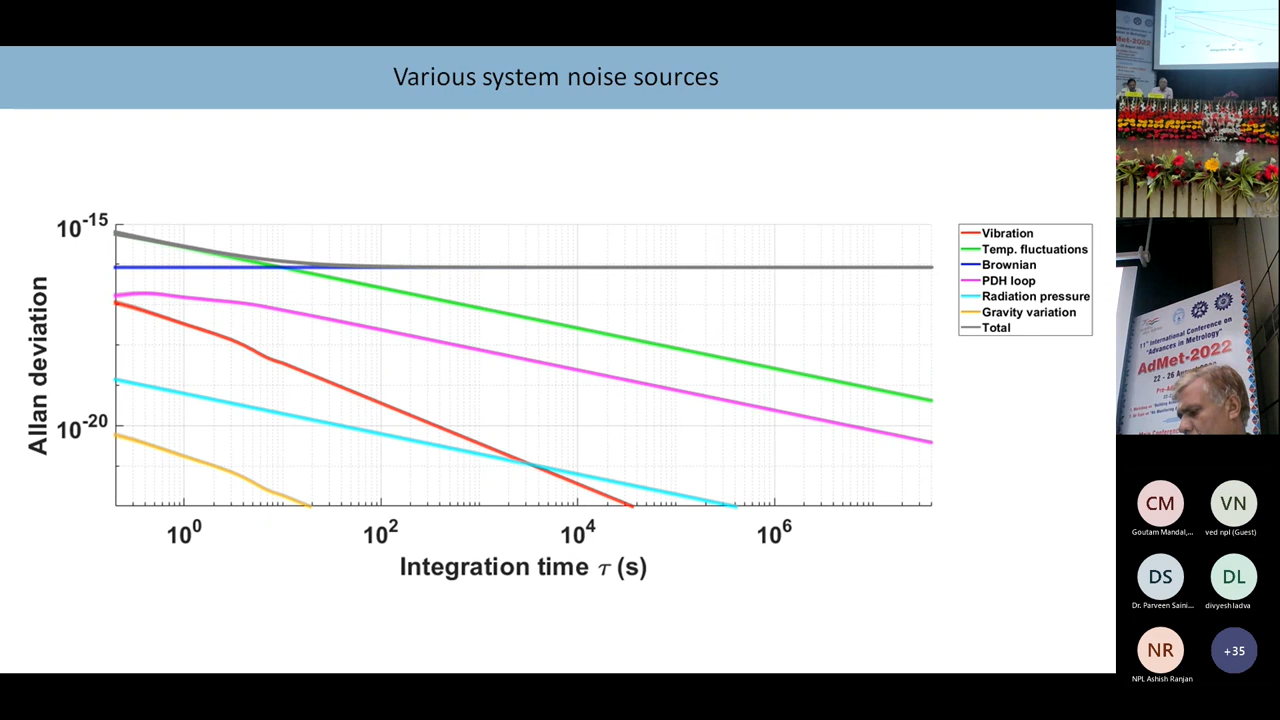 Various system noise sources
10-15
10-20
Allan deviation
Vibration
Temp. fluctuations
Brownian
PDH loop
Radiation pressure
Gravity variation
Total
100
102
104
106
Integration time τ (s)
11th International Conference on
"Advances in Metrology"
AdMet-2022
22 - 26 August 2022
CM
Goutam Mandal,...
VN
ved npl (Guest)
DS
Dr. Parveen Saini...
DL
divyesh ladva
NR
NPL Ashish Ranjan
+35